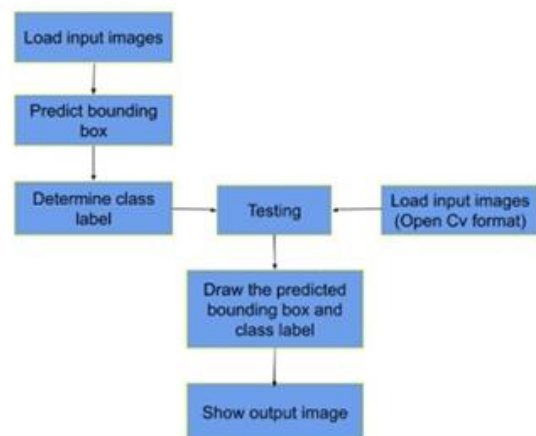 Load input images
Predict bounding
box
Determine class
label
Testing
Load input images
(Open Cv format)
Draw the predicted
bounding box and
class label
Show output image